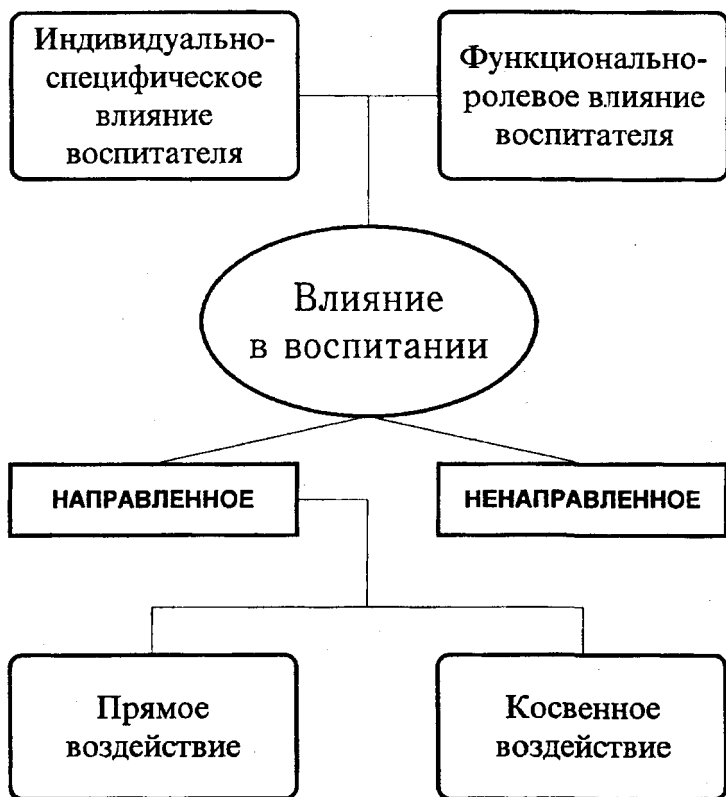 Индивидуально-
специфическое
влияние
воспитателя
Функционально-
ролевое влияние
воспитателя
Влияние
в воспитании
НАПРАВЛЕННОЕ
НЕНАПРАВЛЕННОЕ
Прямое
воздействие
Косвенное
воздействие